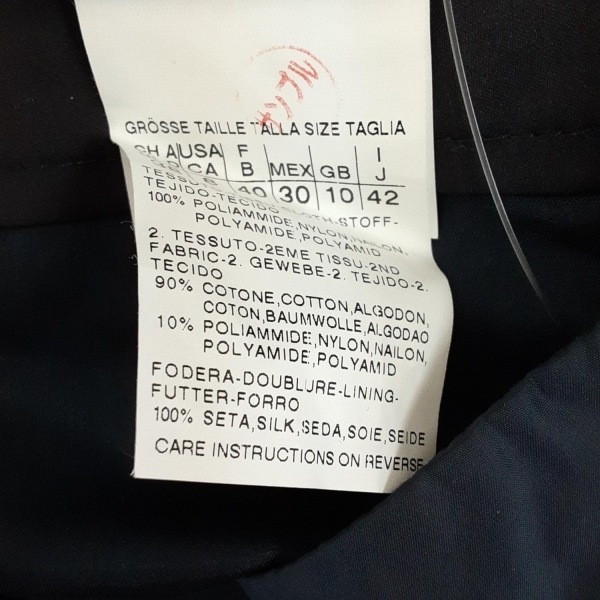 サンプル
GRÖSSE TAILLE TALLA SIZE TAGLIA
CH A USA F MEX GB I
CA B J
40 30 10 42
TESSUTO
TEJIDO-TECIDO-CLOTH-STOFF-
100% POLIAMMIDE,NYLON,NAILON,
POLYAMIDE,POLYAMID
2. TESSUTO-2EME TISSU-2ND
FABRIC-2. GEWEBE-2. TEJIDO-2.
TECIDO
90% COTONE,COTTON,ALGODON,
COTON,BAUMWOLLE,ALGODAO
10% POLIAMMIDE,NYLON,NAILON,
POLYAMIDE,POLYAMID
FODERA-DOUBLURE-LINING-
FUTTER-FORRO
100% SETA,SILK,SEDA,SOIE,SEIDE
CARE INSTRUCTIONS ON REVERSE